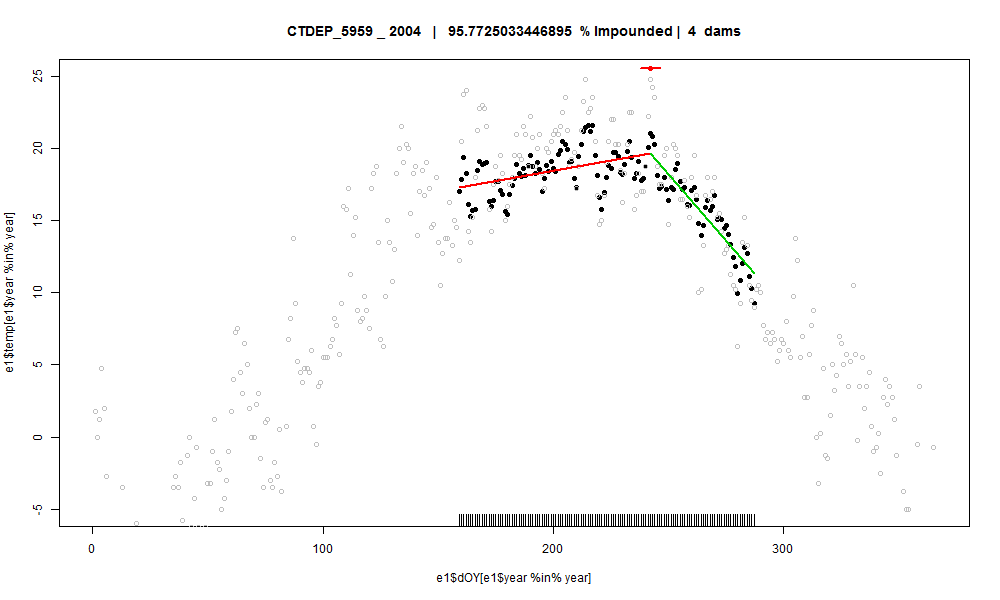 CTDEP_5959 _ 2004 | 95.7725033446895 % Impounded | 4 dams
e1$temp[e1$year %in% year]
25
20
15
10
5
0
-5
0 100 200 300
e1$dOY[e1$year %in% year]